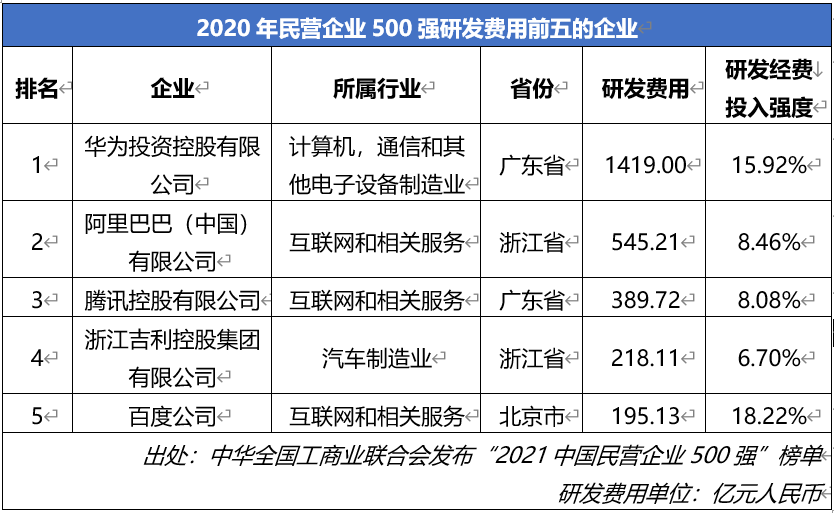 2020 年民营企业 500 强研发费用前五的企业
排名 企业 所属行业 省份 研发费用 研发经费
投入强度
1 华为投资控股有限
公司 计算机，通信和其
他电子设备制造业 广东省 1419.00 15.92%
2 阿里巴巴（中国）
有限公司 互联网和相关服务 浙江省 545.21 8.46%
3 腾讯控股有限公司 互联网和相关服务 广东省 389.72 8.08%
4 浙江吉利控股集团
有限公司 汽车制造业 浙江省 218.11 6.70%
5 百度公司 互联网和相关服务 北京市 195.13 18.22%
出处：中华全国工商业联合会发布“2021 中国民营企业 500 强”榜单
研发费用单位：亿元人民币